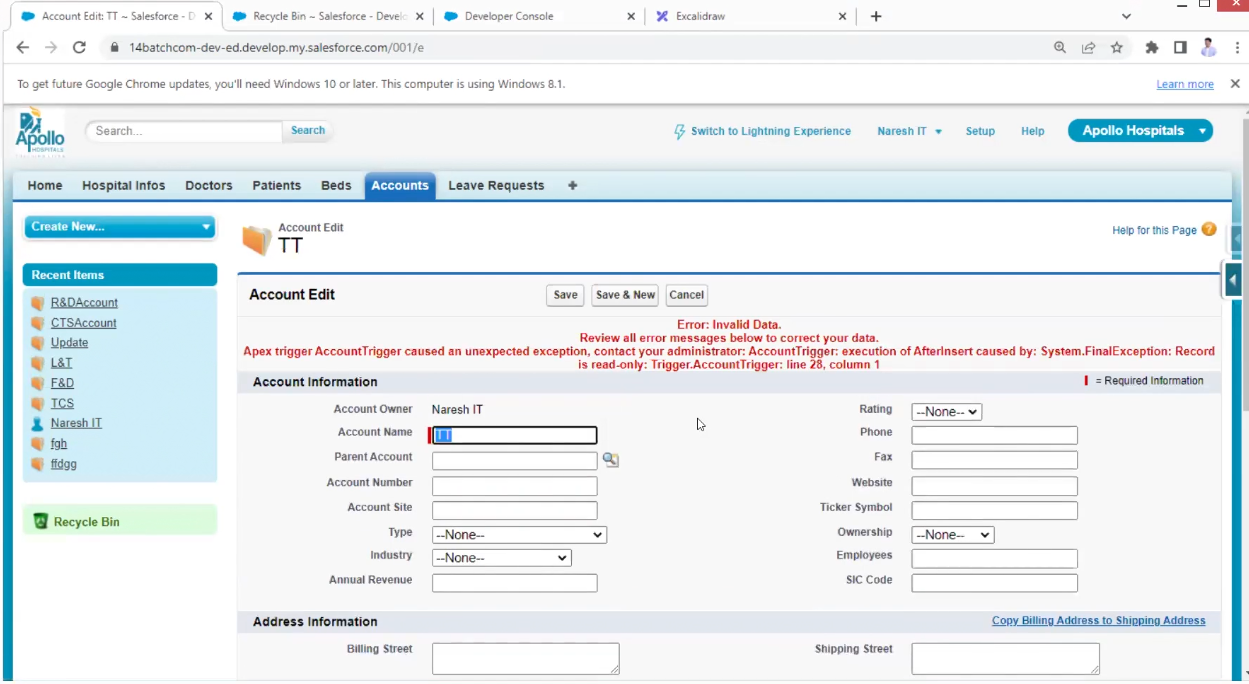 Account Edit: TT ~ Salesforce - D
Recycle Bin ~ Salesforce - Develo
Developer Console
Excalidraw
14batchcom-dev-ed.develop.my.salesforce.com/001/e
To get future Google Chrome updates, you'll need Windows 10 or later. This computer is using Windows 8.1.
Learn more
Apollo
HOSPITALS
Search...
Search
Switch to Lightning Experience
Naresh IT
Setup
Help
Apollo Hospitals
Home
Hospital Infos
Doctors
Patients
Beds
Accounts
Leave Requests
Create New...
Recent Items
R&DAccount
CTSAccount
Update
L&T
F&D
TCS
Naresh IT
fgh
ffdgg
Recycle Bin
Account Edit
TT
Help for this Page
Account Edit
Save
Save & New
Cancel
Error: Invalid Data.
Review all error messages below to correct your data.
Apex trigger AccountTrigger caused an unexpected exception, contact your administrator: AccountTrigger: execution of AfterInsert caused by: System.FinalException: Record
is read-only: Trigger.AccountTrigger: line 28, column 1
Account Information
= Required Information
Account Owner Naresh IT
Account Name TT
Parent Account
Account Number
Account Site
Type --None--
Industry --None--
Annual Revenue
Rating --None--
Phone
Fax
Website
Ticker Symbol
Ownership --None--
Employees
SIC Code
Address Information
Copy Billing Address to Shipping Address
Billing Street
Shipping Street